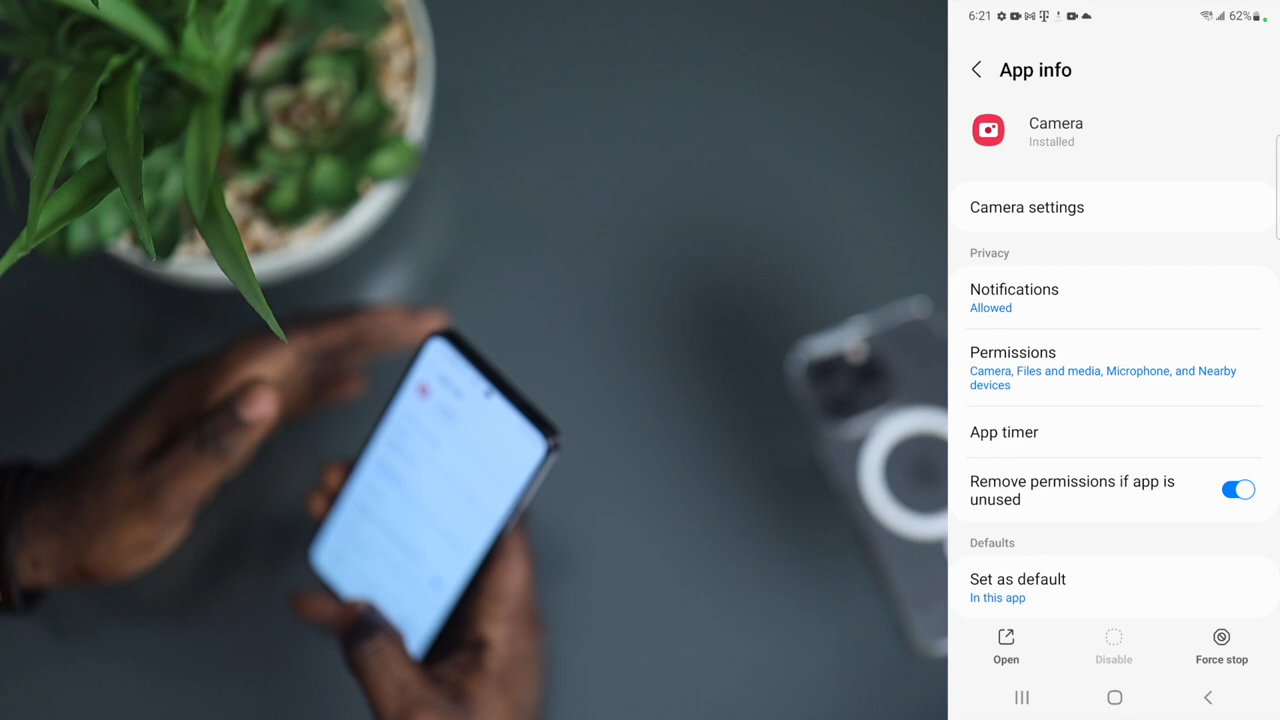 6:21 62%
App info
Camera
Installed
Camera settings
Privacy
Notifications
Allowed
Permissions
Camera, Files and media, Microphone, and Nearby
devices
App timer
Remove permissions if app is
unused
Defaults
Set as default
In this app
Open Disable Force stop